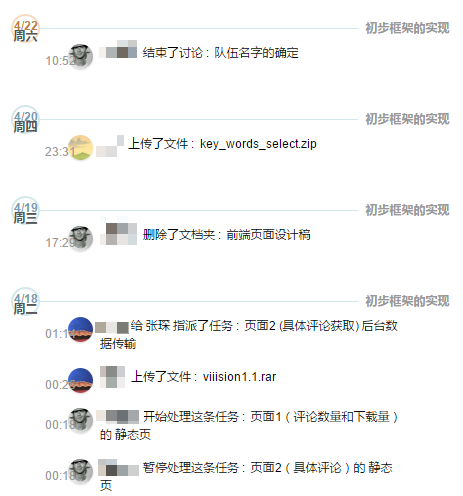 4/22 初步框架的实现
周六
10:52 结束了讨论：队伍名字的确定
4/20 初步框架的实现
周四
23:31 上传了文件：key_words_select.zip
4/19 初步框架的实现
周三
17:29 删除了文档夹：前端页面设计稿
4/18 初步框架的实现
周二
给 张琛 指派了任务：页面2 (具体评论获取) 后台数
01:1
据传输
上传了文件：viiision1.1.rar
00:2
开始处理这条任务：页面1（评论数量和下载量）
00:18
的 静态页
暂停处理这条任务：页面2（具体评论）的 静态
00:18
页